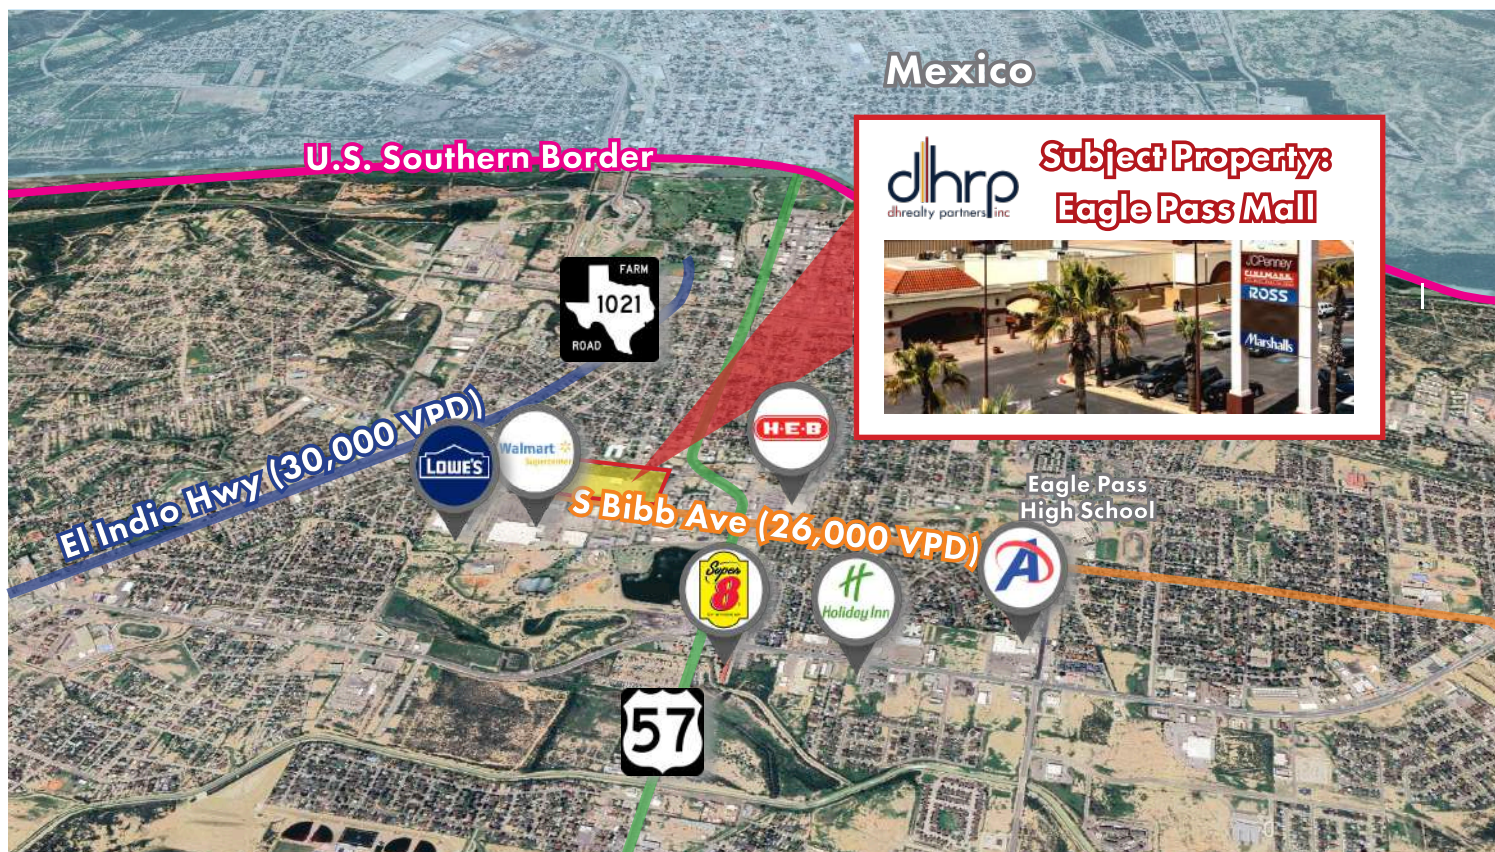 Mexico
U.S. Southern Border
dhrp
dhrealty partners inc
Subject Property:
Eagle Pass Mall
JCPenney
CINEMARK
ROSS
Marshalls
FARM
1021
ROAD
El Indio Hwy (30,000 VPD)
LOWE'S
Walmart
Supercenter
H-E-B
S Bibb Ave (26,000 VPD)
Eagle Pass
High School
A
Super
8
H
Holiday Inn
57